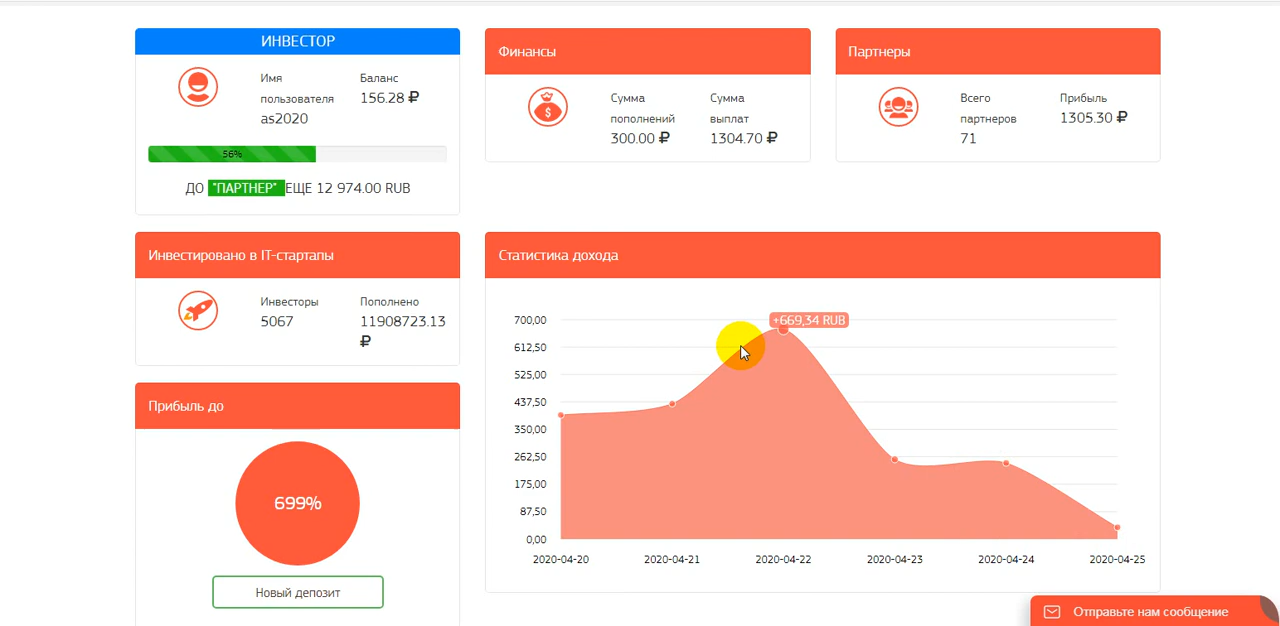 ИНВЕСТОР
Имя
пользователя
as2020
Баланс
156.28 ₽
56%
ДО "ПАРТНЕР" ЕЩЕ 12 974.00 RUB
Финансы
Сумма
пополнений
300.00 ₽
Сумма
выплат
1304.70 ₽
Партнеры
Всего
партнеров
71
Прибыль
1305.30 ₽
Инвестировано в IT-стартапы
Инвесторы
5067
Пополнено
11908723.13
₽
Прибыль до
699%
Новый депозит
Статистика дохода
+669,34 RUB
700,00
612,50
525,00
437,50
350,00
262,50
175,00
87,50
0,00
2020-04-20 2020-04-21 2020-04-22 2020-04-23 2020-04-24 2020-04-25
Отправьте нам сообщение